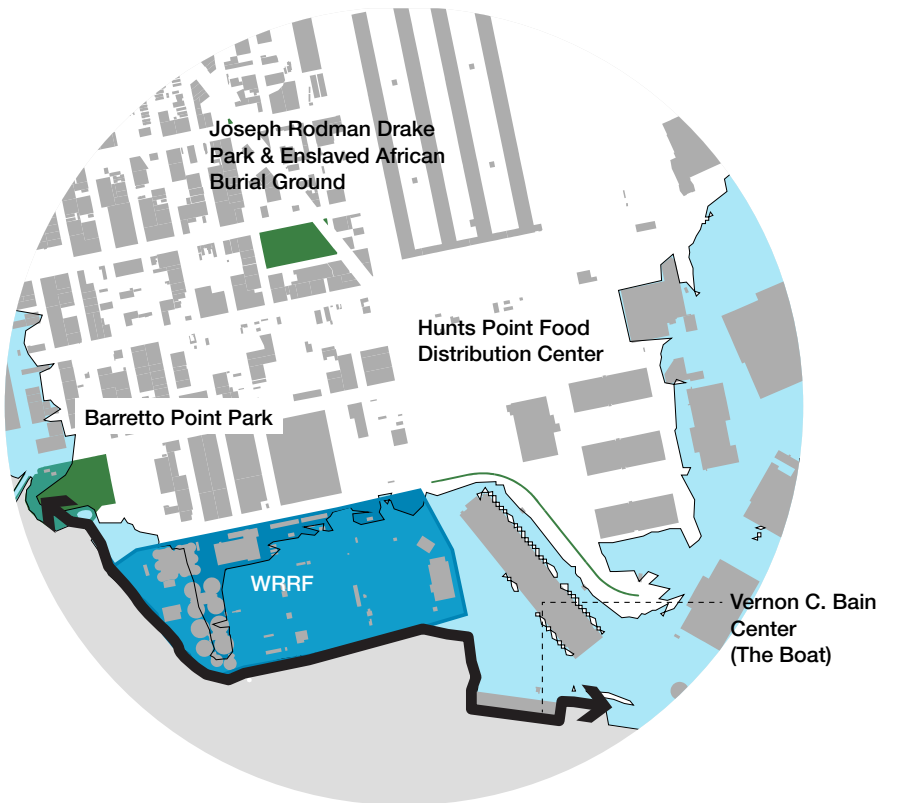 Joseph Rodman Drake
Park & Enslaved African
Burial Ground
Hunts Point Food
Distribution Center
Barretto Point Park
WRRF
Vernon C. Bain
Center
(The Boat)